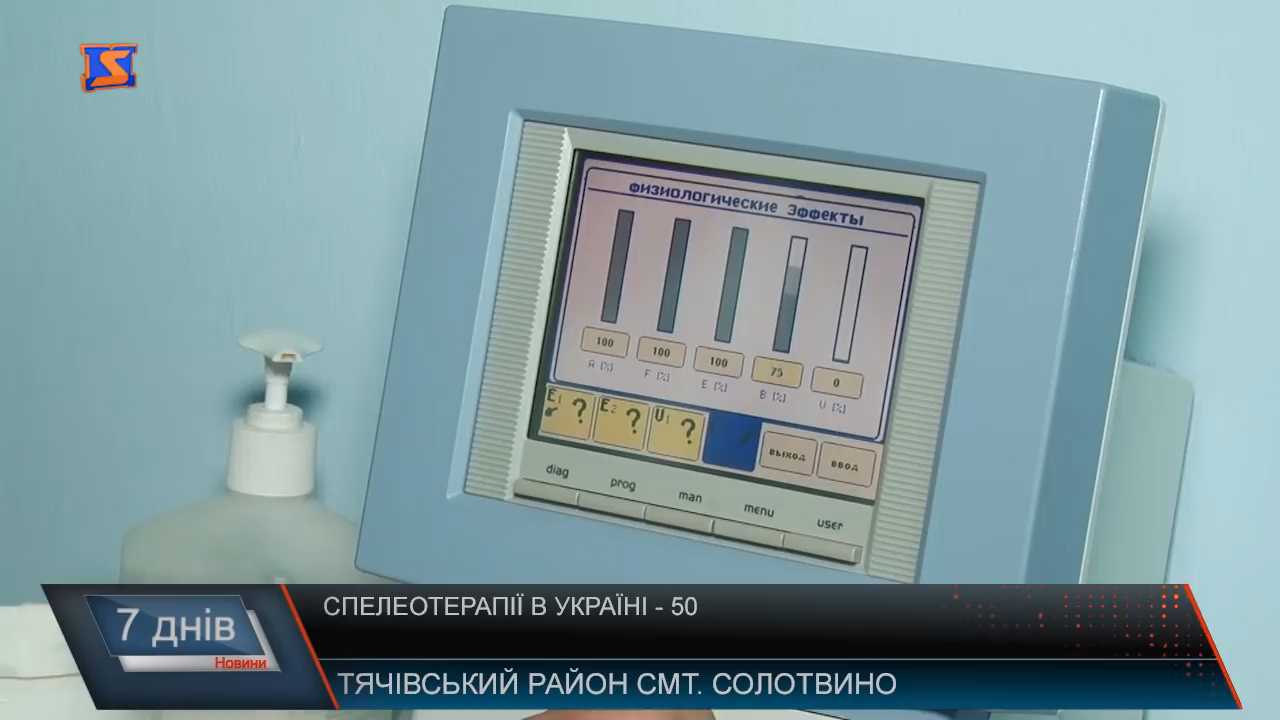 Физиологические Эффекты
100 100 100 75 0
A [%] F [%] E [%] B [%] U [%]
E1 ? E2 ? U1 ? выход ввод
diag prog man menu user
7 днів
Новини
СПЕЛЕОТЕРАПІЇ В УКРАЇНІ - 50
ТЯЧІВСЬКИЙ РАЙОН СМТ. СОЛОТВИНО